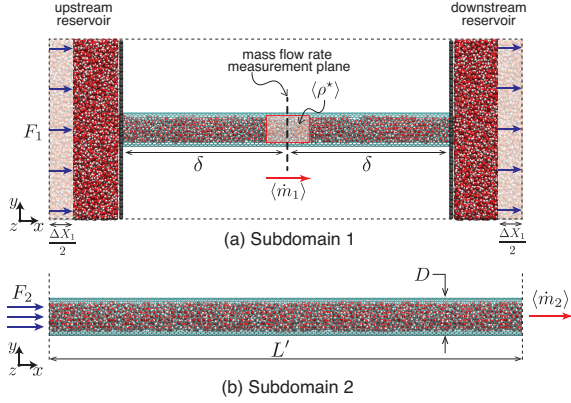 upstream
reservoir
downstream
reservoir
mass flow rate
measurement plane
⟨ρ⋆⟩
F₁
δ
δ
⟨ṁ₁⟩
y
z
x
ΔX₁
2
ΔX₁
2
(a) Subdomain 1
F₂
D
⟨ṁ₂⟩
y
z
x
L′
(b) Subdomain 2